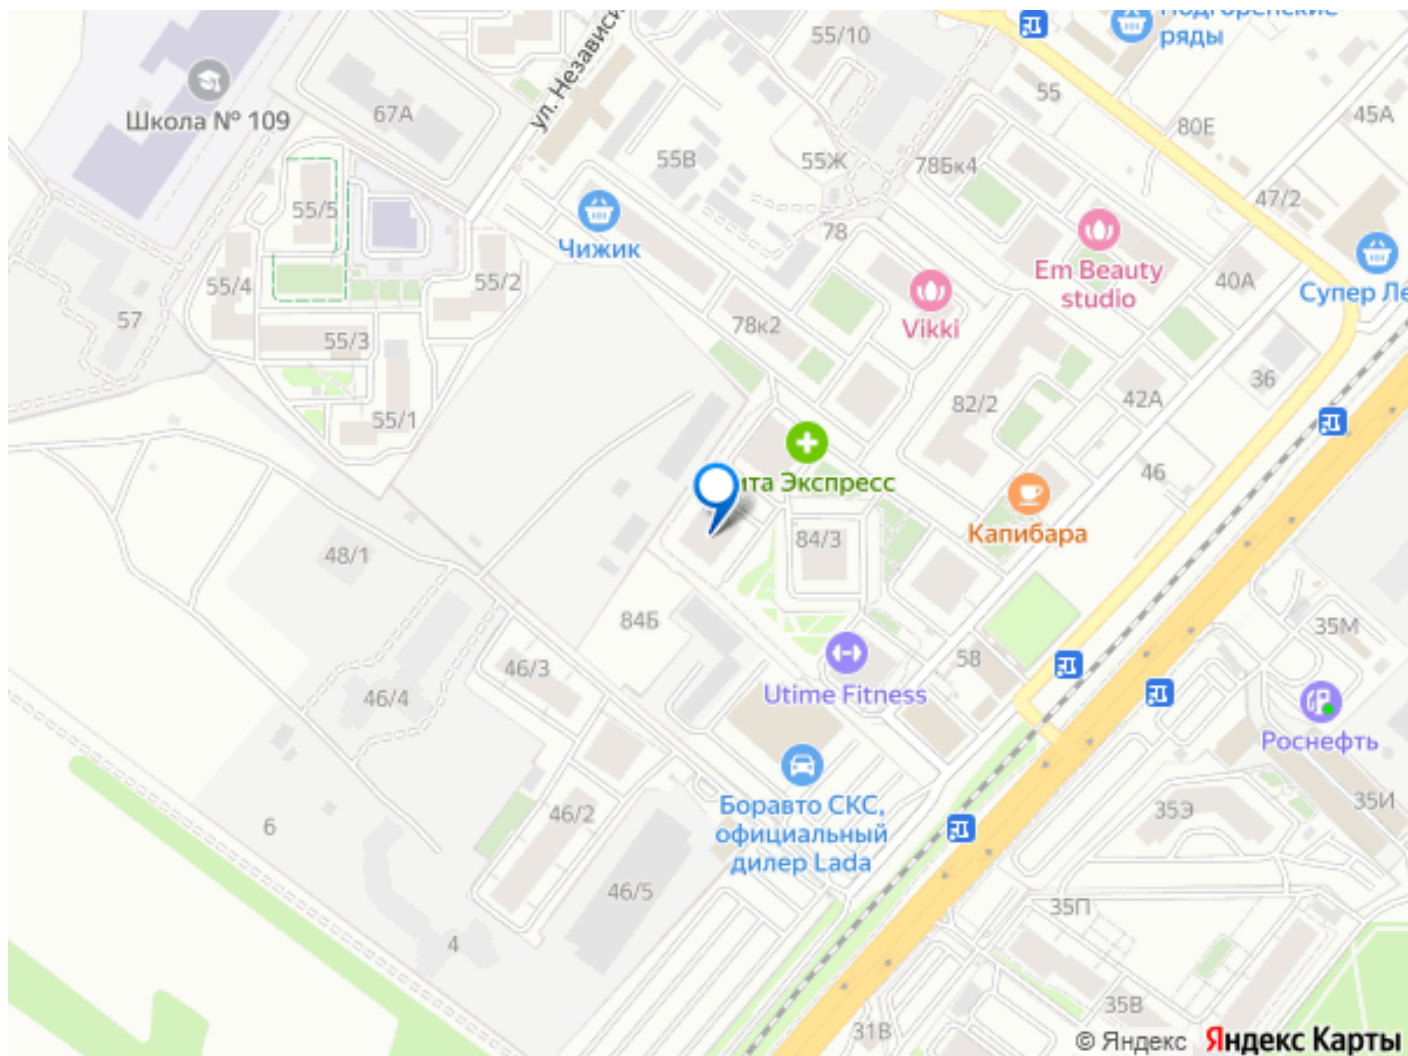 Подгоренские
ряды
55/10
ул. Независи
55
45А
67А
Школа № 109
80Е
55В
55Ж
78Бк4
47/2
55/5
Чижик
78
Em Beauty
studio
55/4
55/2
40А
Супер Ле
57
78к2
Vikki
55/3
36
82/2
42А
55/1
46
ита Экспресс
Капибара
84/3
48/1
84Б
35М
46/3
5В
46/4
Utime Fitness
Роснефть
Боравто СКС,
официальный
дилер Lada
35И
35Э
46/2
6
46/5
35П
4
35В
31В
© Яндекс Яндекс Карты